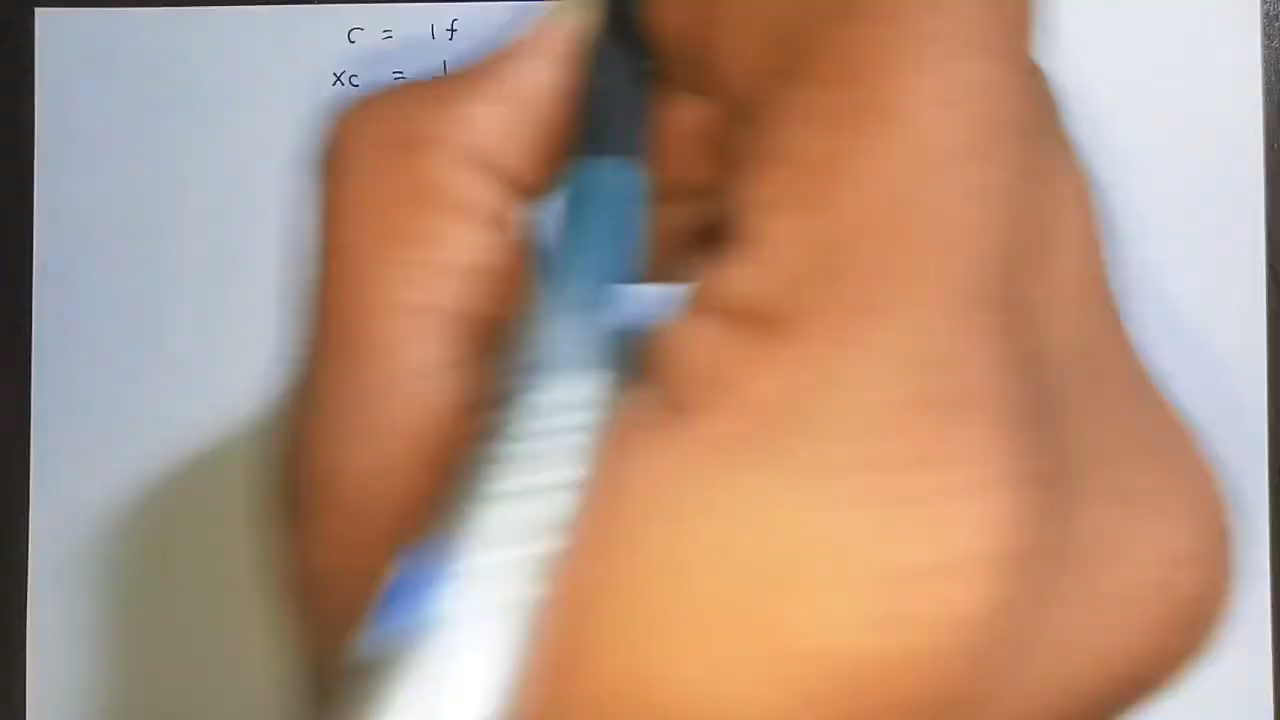 c = 1f
xc =